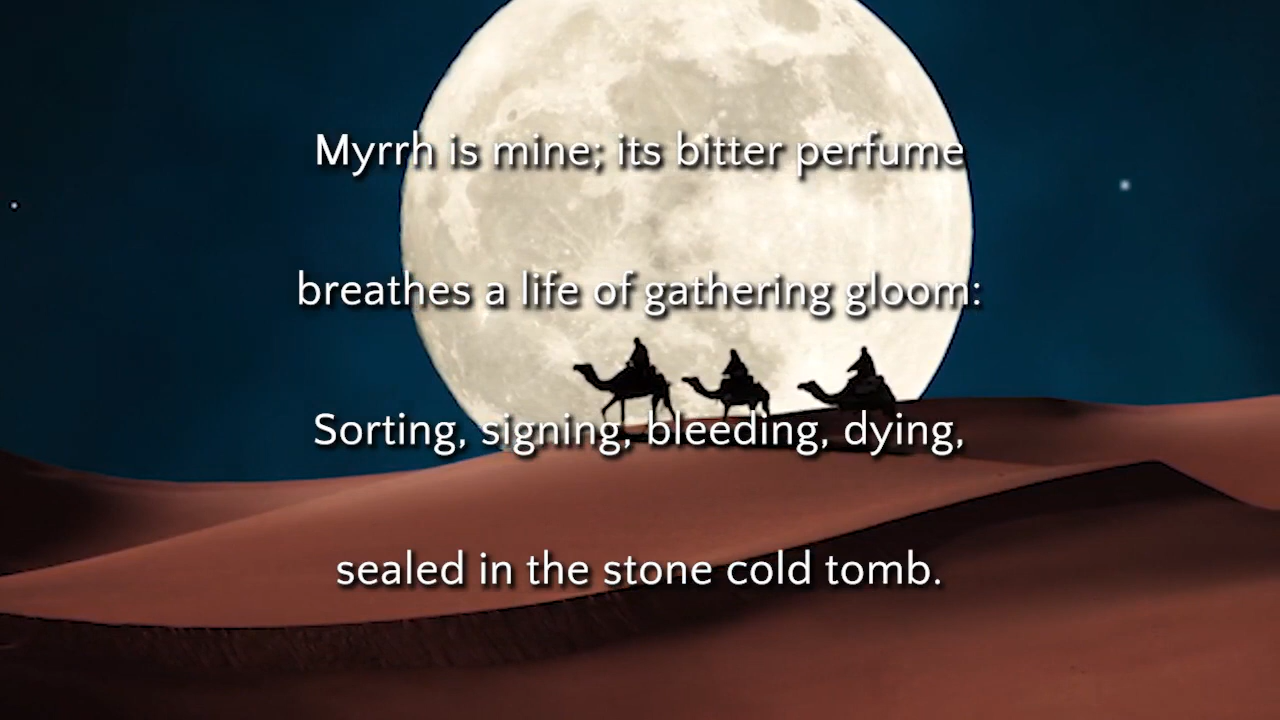 Myrrh is mine; its bitter perfume
breathes a life of gathering gloom:
Sorting, signing, bleeding, dying,
sealed in the stone cold tomb.